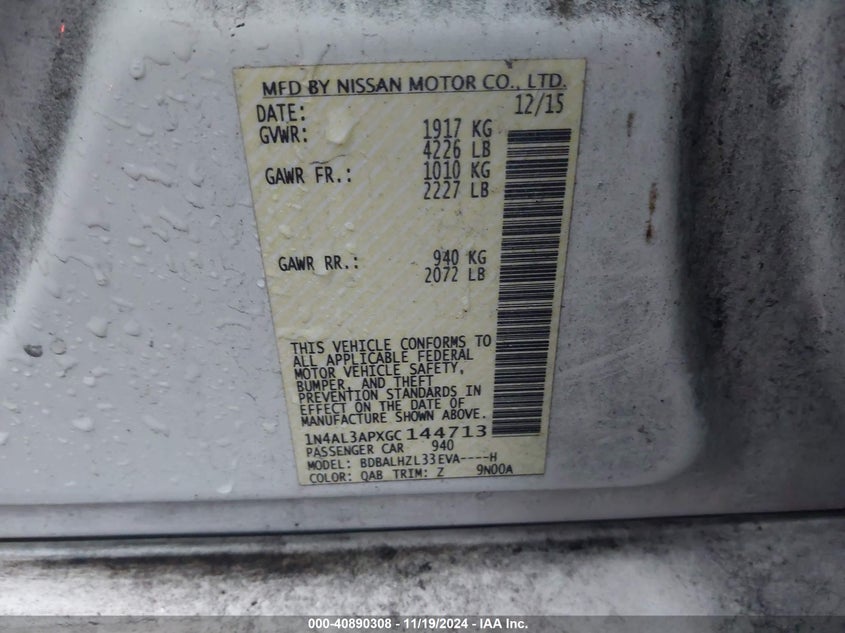 MFD BY NISSAN MOTOR CO., LTD.
DATE: 12/15
GVWR: 1917 KG
4226 LB
GAWR FR.: 1010 KG
2227 LB
GAWR RR.: 940 KG
2072 LB
THIS VEHICLE CONFORMS TO
ALL APPLICABLE FEDERAL
MOTOR VEHICLE SAFETY,
BUMPER, AND THEFT
PREVENTION STANDARDS IN
EFFECT ON THE DATE OF
MANUFACTURE SHOWN ABOVE.
1N4AL3APXGC144713
PASSENGER CAR 940
MODEL: BDBALHZL33EVA----H
COLOR: QAB TRIM: Z 9N00A
000-40890308 - 11/19/2024 - IAA Inc.